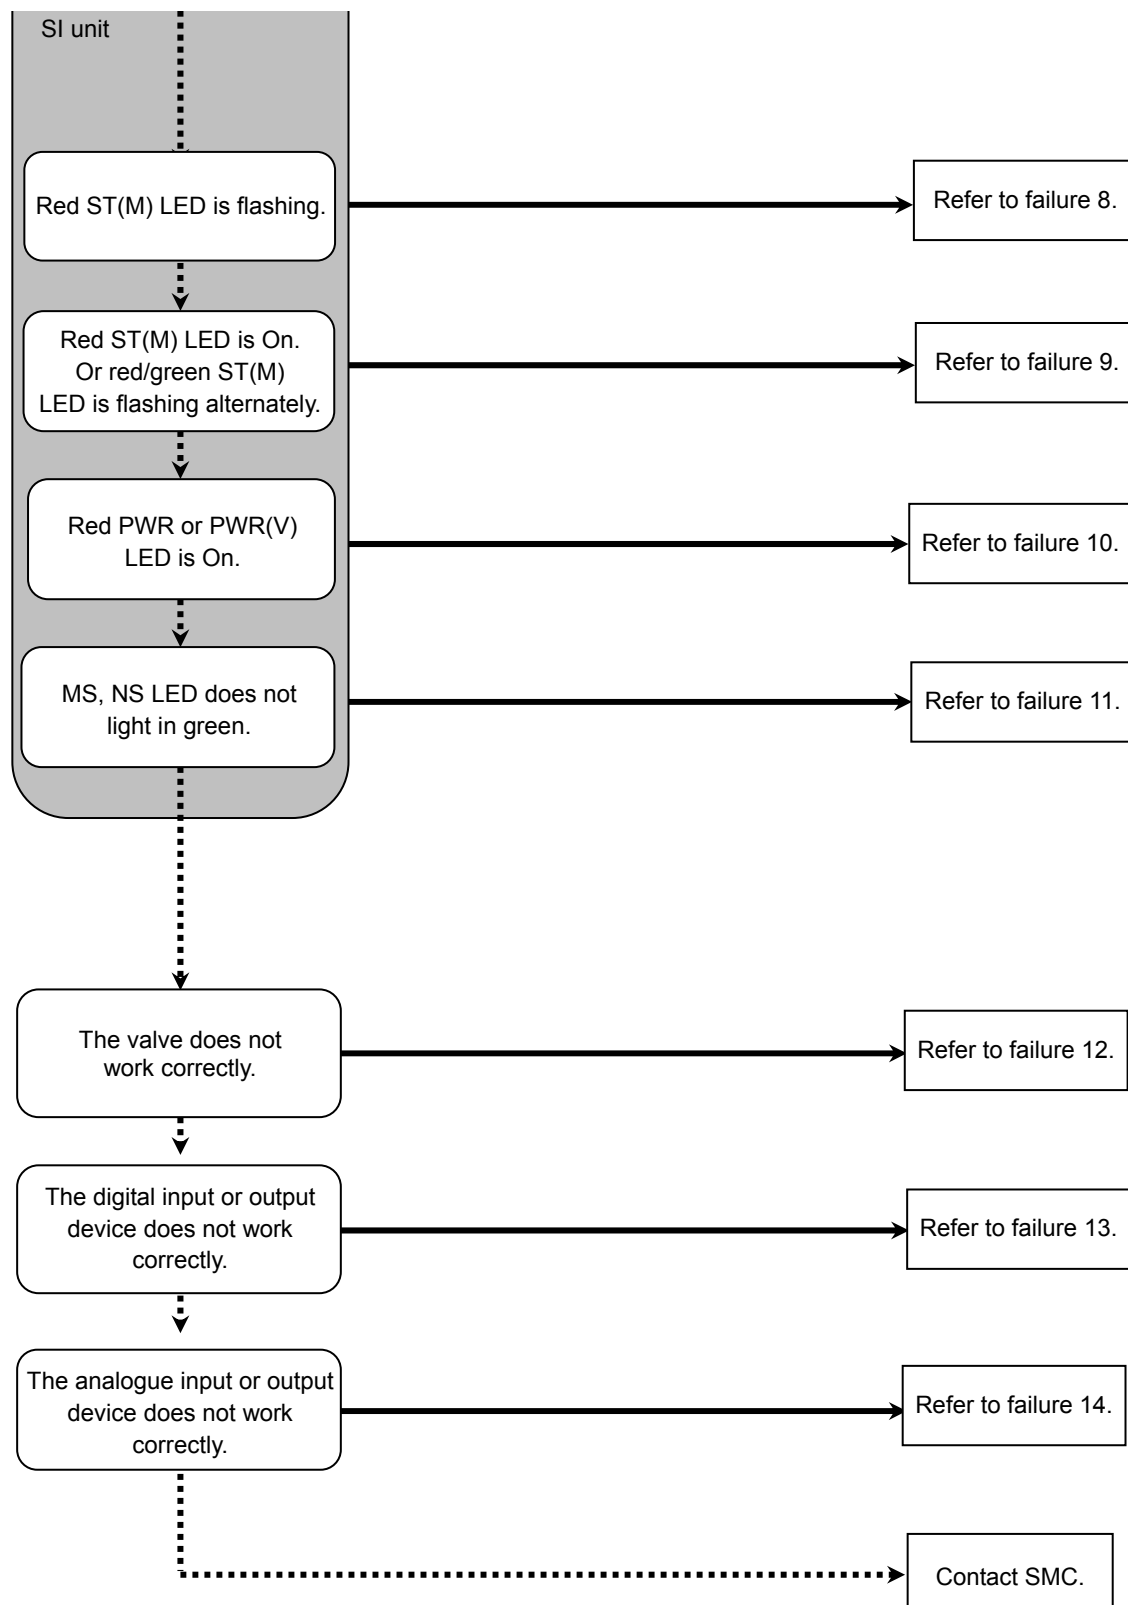 SI unit
Red ST(M) LED is flashing.
Refer to failure 8.
Red ST(M) LED is On.
Or red/green ST(M)
LED is flashing alternately.
Refer to failure 9.
Red PWR or PWR(V)
LED is On.
Refer to failure 10.
MS, NS LED does not
light in green.
Refer to failure 11.
The valve does not
work correctly.
Refer to failure 12.
The digital input or output
device does not work
correctly.
Refer to failure 13.
The analogue input or output
device does not work
correctly.
Refer to failure 14.
Contact SMC.